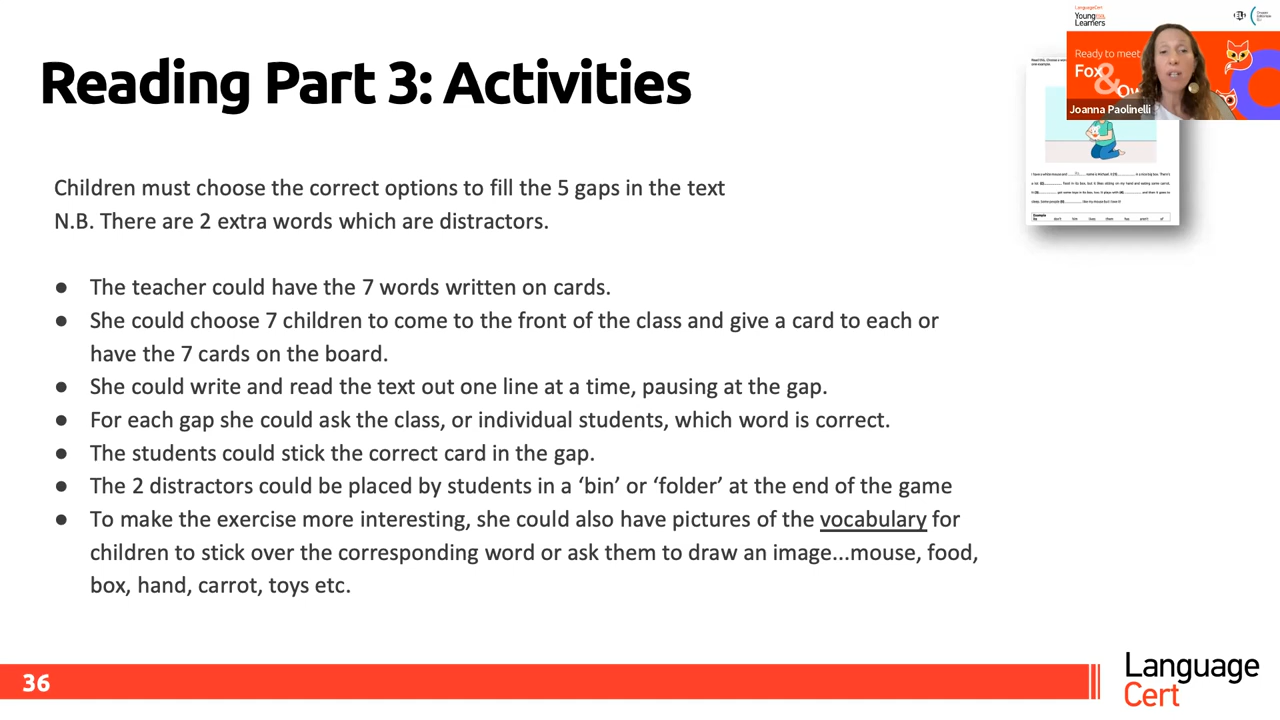 Reading Part 3: Activities
Children must choose the correct options to fill the 5 gaps in the text
N.B. There are 2 extra words which are distractors.
● The teacher could have the 7 words written on cards.
● She could choose 7 children to come to the front of the class and give a card to each or
have the 7 cards on the board.
● She could write and read the text out one line at a time, pausing at the gap.
● For each gap she could ask the class, or individual students, which word is correct.
● The students could stick the correct card in the gap.
● The 2 distractors could be placed by students in a ‘bin’ or ‘folder’ at the end of the game
● To make the exercise more interesting, she could also have pictures of the vocabulary for
children to stick over the corresponding word or ask them to draw an image...mouse, food,
box, hand, carrot, toys etc.
36
Language
Cert
LanguageCert
Young
Learners
Ready to meet
Fox
&
Joanna Paolinelli
Example